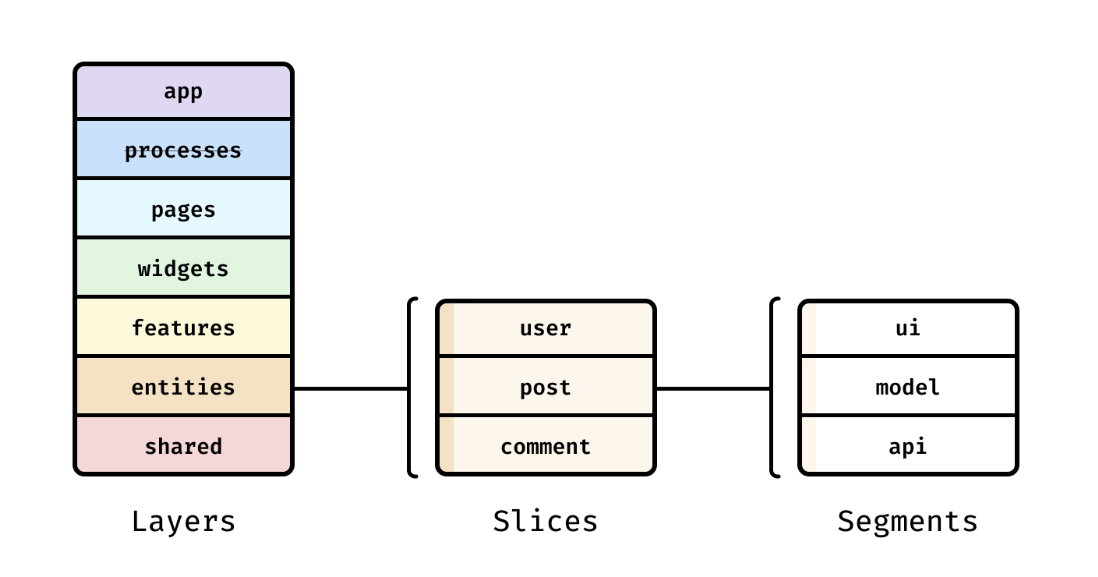 app
processes
pages
widgets
features
entities
shared
Layers
user
post
comment
Slices
ui
model
api
Segments